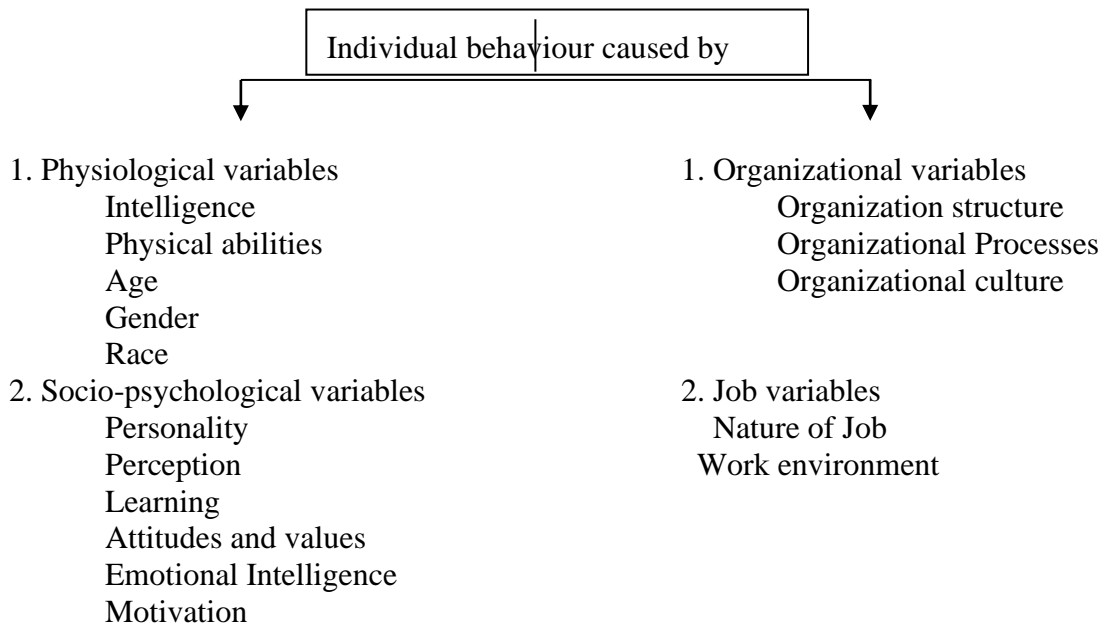 Individual behaviour caused by
1. Physiological variables
Intelligence
Physical abilities
Age
Gender
Race
2. Socio-psychological variables
Personality
Perception
Learning
Attitudes and values
Emotional Intelligence
Motivation
1. Organizational variables
Organization structure
Organizational Processes
Organizational culture
2. Job variables
Nature of Job
Work environment